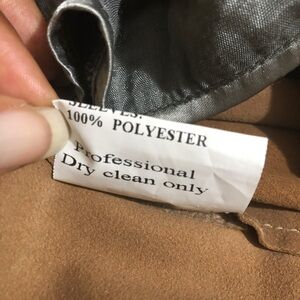 SLEEVES:
100% POLYESTER
Professional
Dry clean only